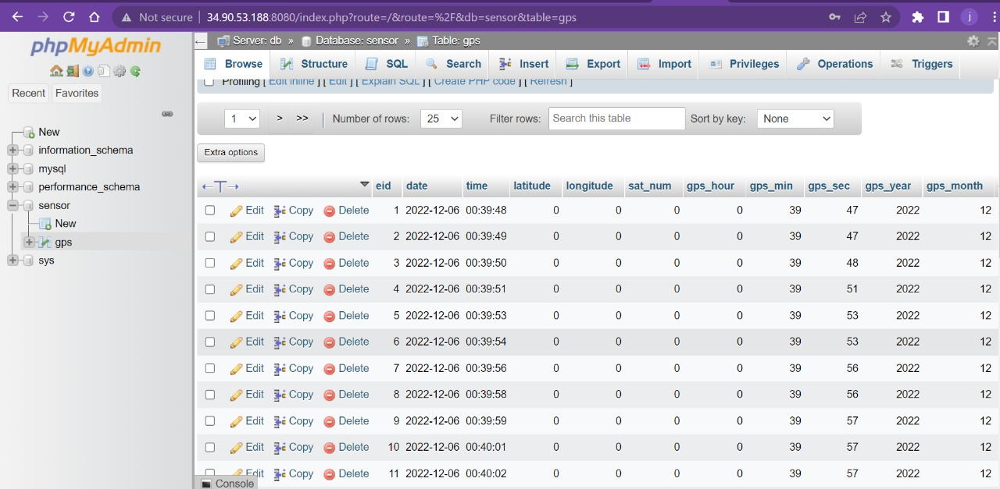 Not secure | 34.90.53.188:8080/index.php?route=/&route=%2F&db=sensor&table=gps j
phpMyAdmin
Recent Favorites
New
information_schema
mysql
performance_schema
sensor
New
gps
sys
Server: db » Database: sensor » Table: gps
Browse Structure SQL Search Insert Export Import Privileges Operations Triggers
Profiling [ Edit inline ] [ Edit ] [ Explain SQL ] [ Create PHP code ] [ Refresh ]
1 > >> | Number of rows: 25 Filter rows: Search this table Sort by key: None
Extra options
←T→ eid date time latitude longitude sat_num gps_hour gps_min gps_sec gps_year gps_month
Edit Copy Delete 1 2022-12-06 00:39:48 0 0 0 0 39 47 2022 12
Edit Copy Delete 2 2022-12-06 00:39:49 0 0 0 0 39 47 2022 12
Edit Copy Delete 3 2022-12-06 00:39:50 0 0 0 0 39 48 2022 12
Edit Copy Delete 4 2022-12-06 00:39:51 0 0 0 0 39 51 2022 12
Edit Copy Delete 5 2022-12-06 00:39:53 0 0 0 0 39 53 2022 12
Edit Copy Delete 6 2022-12-06 00:39:54 0 0 0 0 39 53 2022 12
Edit Copy Delete 7 2022-12-06 00:39:56 0 0 0 0 39 56 2022 12
Edit Copy Delete 8 2022-12-06 00:39:58 0 0 0 0 39 56 2022 12
Edit Copy Delete 9 2022-12-06 00:39:59 0 0 0 0 39 57 2022 12
Edit Copy Delete 10 2022-12-06 00:40:01 0 0 0 0 39 57 2022 12
Edit Copy Delete 11 2022-12-06 00:40:02 0 0 0 0 39 57 2022 12
Console